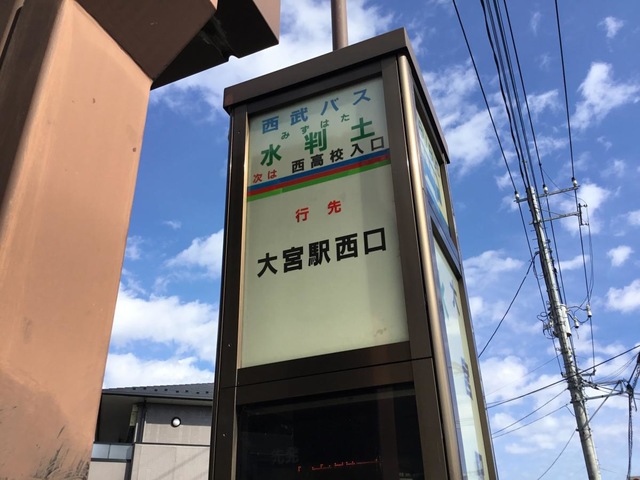 西武バス
みずはた
水判土
次は 西高校入口
行先
大宮駅西口